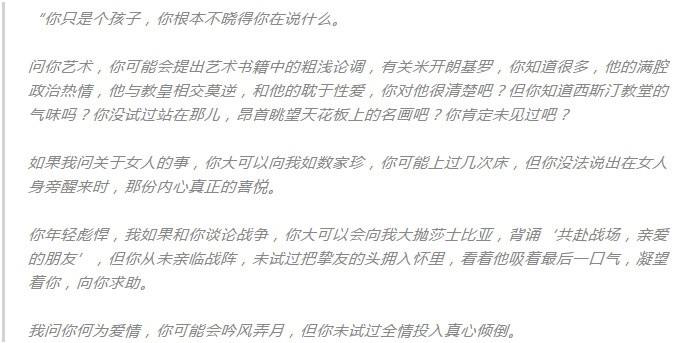 “你只是个孩子，你根本不晓得你在说什么。
问你艺术，你可能会提出艺术书籍中的粗浅论调，有关米开朗基罗，你知道很多，他的满腔
政治热情，他与教皇相交莫逆，和他的耽于性爱，你对他很清楚吧？但你知道西斯汀教堂的
气味吗？你没试过站在那儿，昂首眺望天花板上的名画吧？你肯定未见过吧？
如果我问关于女人的事，你大可以向我如数家珍，你可能上过几次床，但你没法说出在女人
身旁醒来时，那份内心真正的喜悦。
你年轻彪悍，我如果和你谈论战争，你大可以会向我大抛莎士比亚，背诵‘共赴战场，亲爱
的朋友’，但你从未亲临战阵，未试过把挚友的头拥入怀里，看着他吸着最后一口气，凝望
着你，向你求助。
我问你何为爱情，你可能会吟风弄月，但你未试过全情投入真心倾倒。